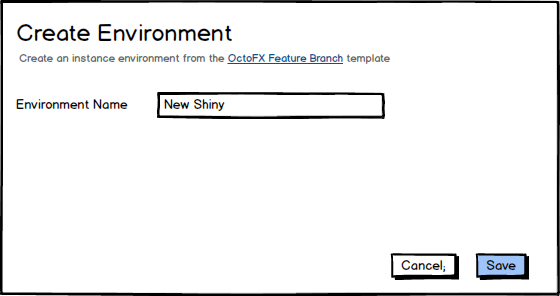 Create Environment
Create an instance environment from the OctoFX Feature Branch template
Environment Name New Shiny
Cancel; Save